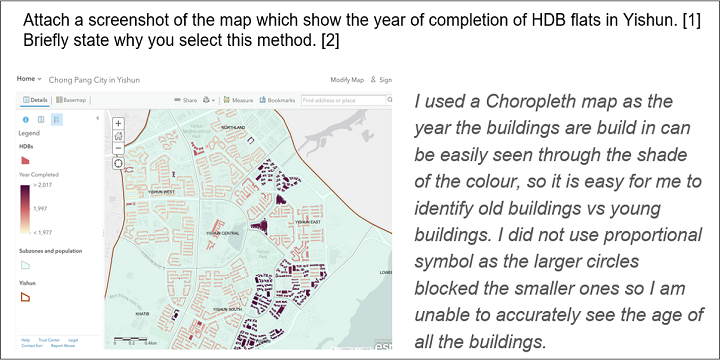 Attach a screenshot of the map which show the year of completion of HDB flats in Yishun. [1]
Briefly state why you select this method. [2]
Home Chong Pang City in Yishun
Modify Map Sign
Details Basemap
Share Measure Bookmarks Find address or place
Legend
HDBs
Year Completed
> 2,017
1,997
< 1,977
Subzones and population
Yishun
Help Trust Center Legal
Contact Esri Report Abuse
NORTHLAND
YISHUN WEST
YISHUN EAST
YISHUN CENTRAL
KHATIB
YISHUN SOUTH
LOWER
0 0.2 0.4km
esri
I used a Choropleth map as the
year the buildings are build in can
be easily seen through the shade
of the colour, so it is easy for me to
identify old buildings vs young
buildings. I did not use proportional
symbol as the larger circles
blocked the smaller ones so I am
unable to accurately see the age of
all the buildings.